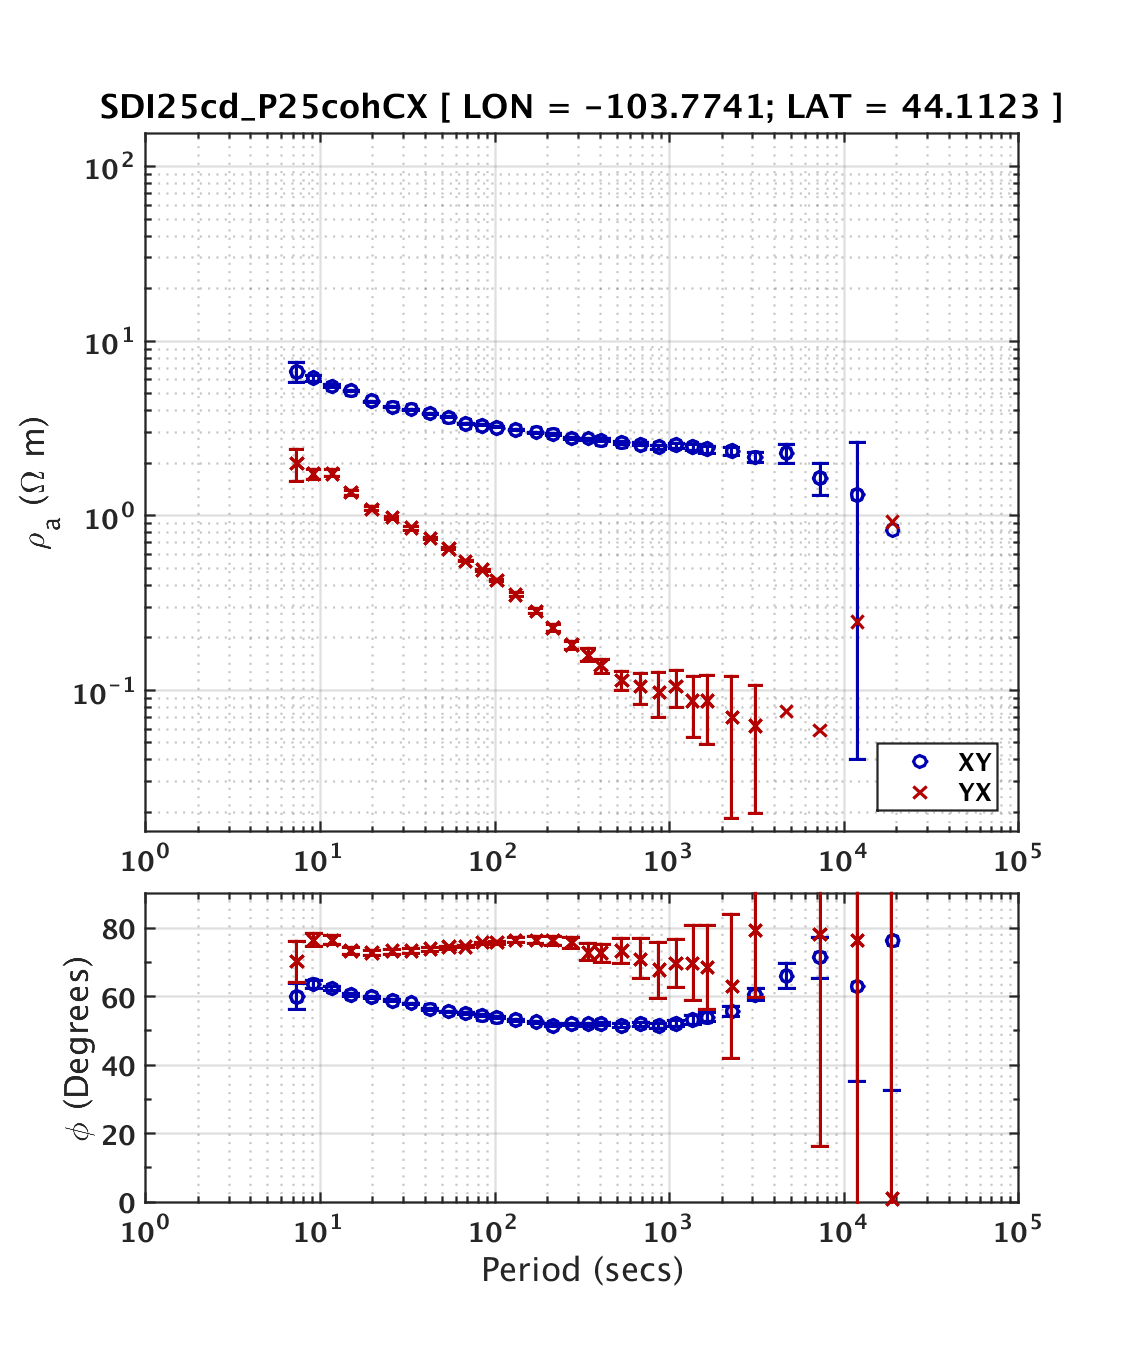 SDI25cd_P25cohCX [ LON = -103.7741; LAT = 44.1123 ]
10²
10¹
10⁰
10⁻¹
ρₐ (Ω m)
XY
YX
10⁰ 10¹ 10² 10³ 10⁴ 10⁵
80
60
40
20
0
ϕ (Degrees)
10⁰ 10¹ 10² 10³ 10⁴ 10⁵
Period (secs)